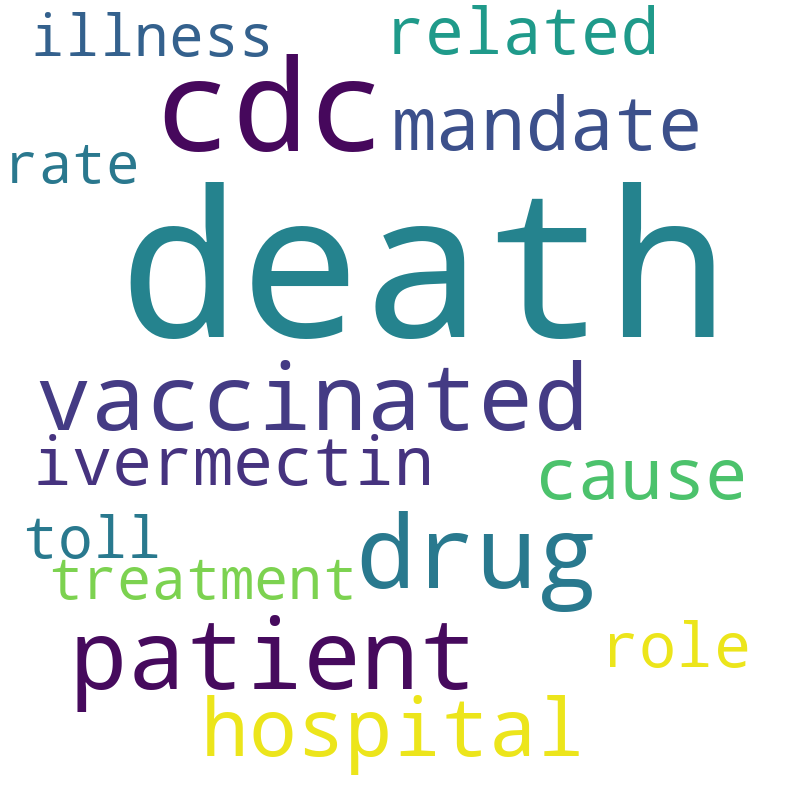 illness related
cdc mandate
rate
death
vaccinated
ivermectin cause
toll drug
treatment
patient role
hospital